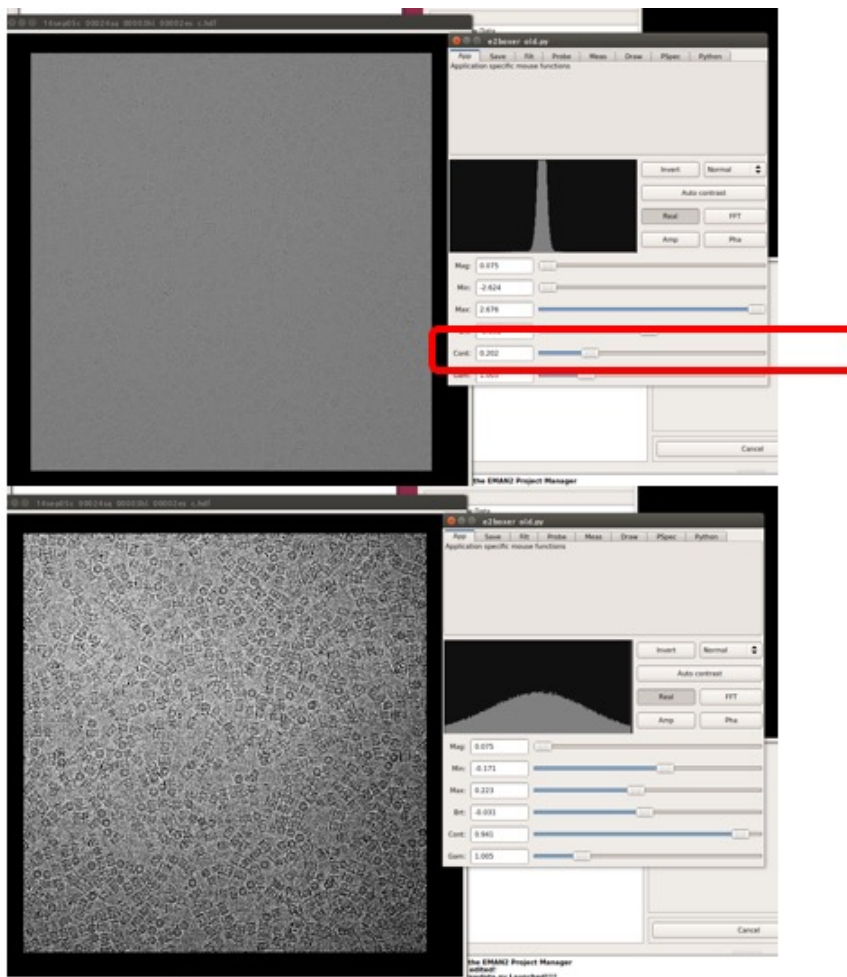 e2boxer old.py
App Save Filt Probe Meas Draw PSpec Python
Application specific mouse functions
Invert Normal
Auto contrast
Real FFT
Amp Pha
Mag: 0.075
Min: -2.624
Max: 2.676
Cont: 0.202
Cancel
the EMAN2 Project Manager
e2boxer old.py
App Save Filt Probe Meas Draw PSpec Python
Application specific mouse functions
Invert Normal
Auto contrast
Real FFT
Amp Pha
Mag: 0.075
Min: -0.171
Max: 0.223
Brt: -0.031
Cont: 0.941
Gam: 1.005
Cancel
the EMAN2 Project Manager
edited!